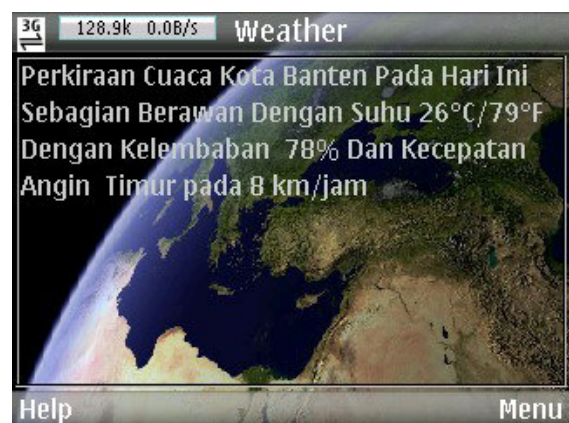 3G 128.9k 0.0B/s Weather
Perkiraan Cuaca Kota Banten Pada Hari Ini
Sebagian Berawan Dengan Suhu 26°C/79°F
Dengan Kelembaban 78% Dan Kecepatan
Angin Timur pada 8 km/jam
Help Menu